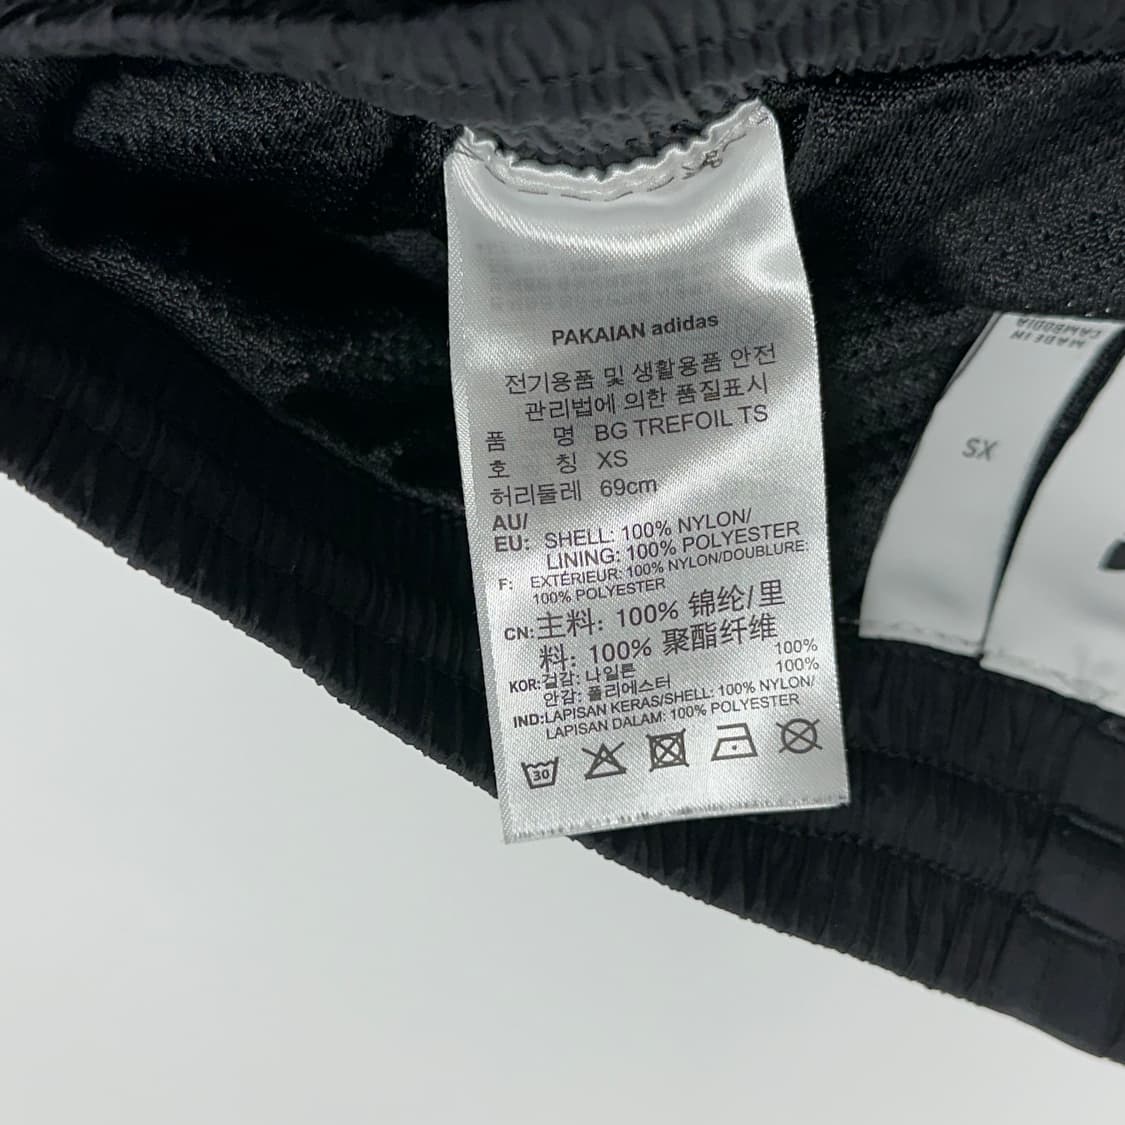 PAKAIAN adidas
전기용품 및 생활용품 안전
관리법에 의한 품질표시
품 명 BG TREFOIL TS
호 칭 XS
허리둘레 69cm
AU/
EU: SHELL: 100% NYLON/
LINING: 100% POLYESTER
F: EXTÉRIEUR: 100% NYLON/DOUBLURE:
100% POLYESTER
CN: 主料: 100% 锦纶/里
料: 100% 聚酯纤维
KOR: 겉감: 나일론 100%
안감: 폴리에스터 100%
IND: LAPISAN KERAS/SHELL: 100% NYLON/
LAPISAN DALAM: 100% POLYESTER
30
MADE IN
CAMBODIA
XS